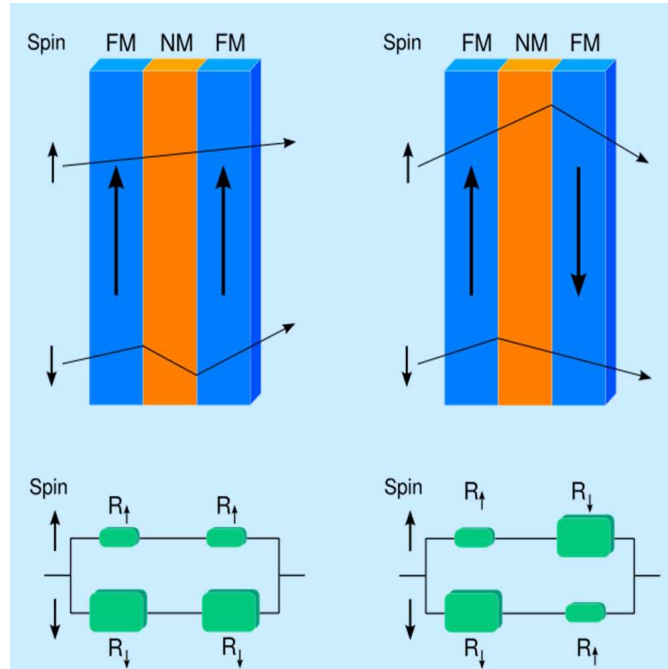 Spin FM NM FM
Spin FM NM FM
Spin
R↑ R↑
R↓ R↓
Spin
R↑ R↓
R↓ R↑